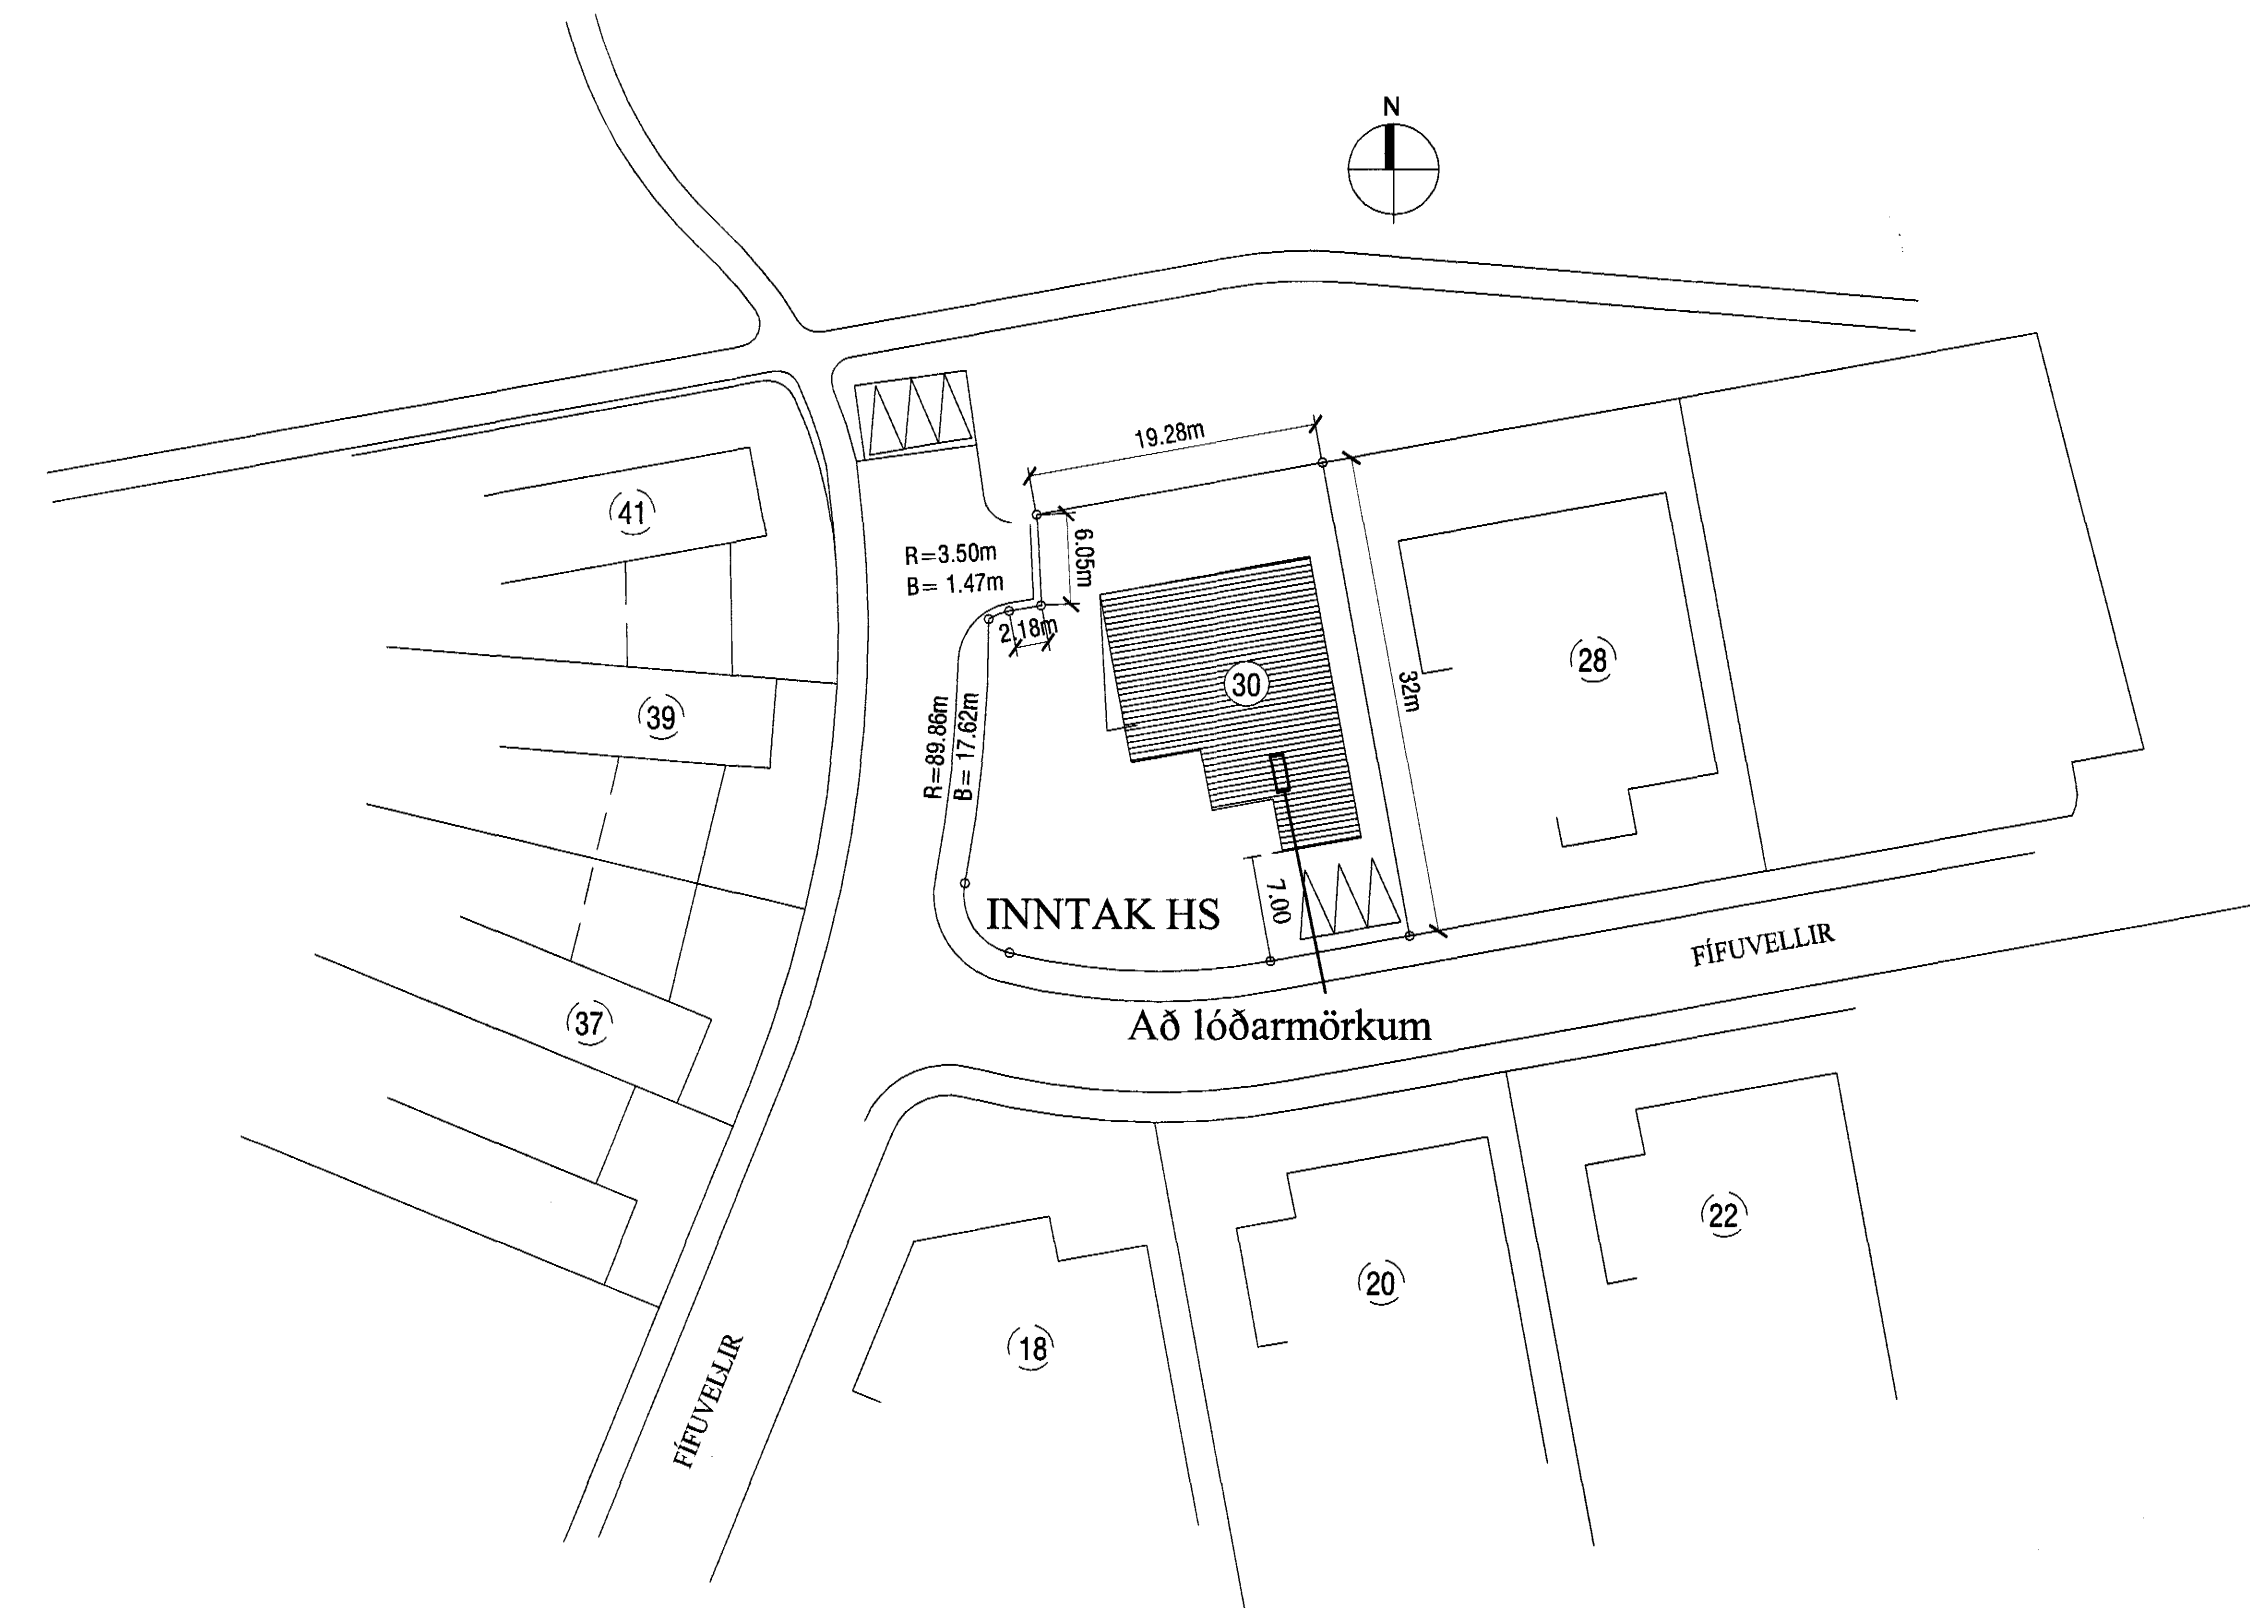 N
19.28m
41
R=3.50m
B= 1.47m
6.05m
2.18m
28
30
32m
39
R=89.86m
B= 17.62m
7.00
INNTAK HS
FÍFUVELLIR
37
Að lóðarmörkum
22
20
18
FÍFUVELLIR